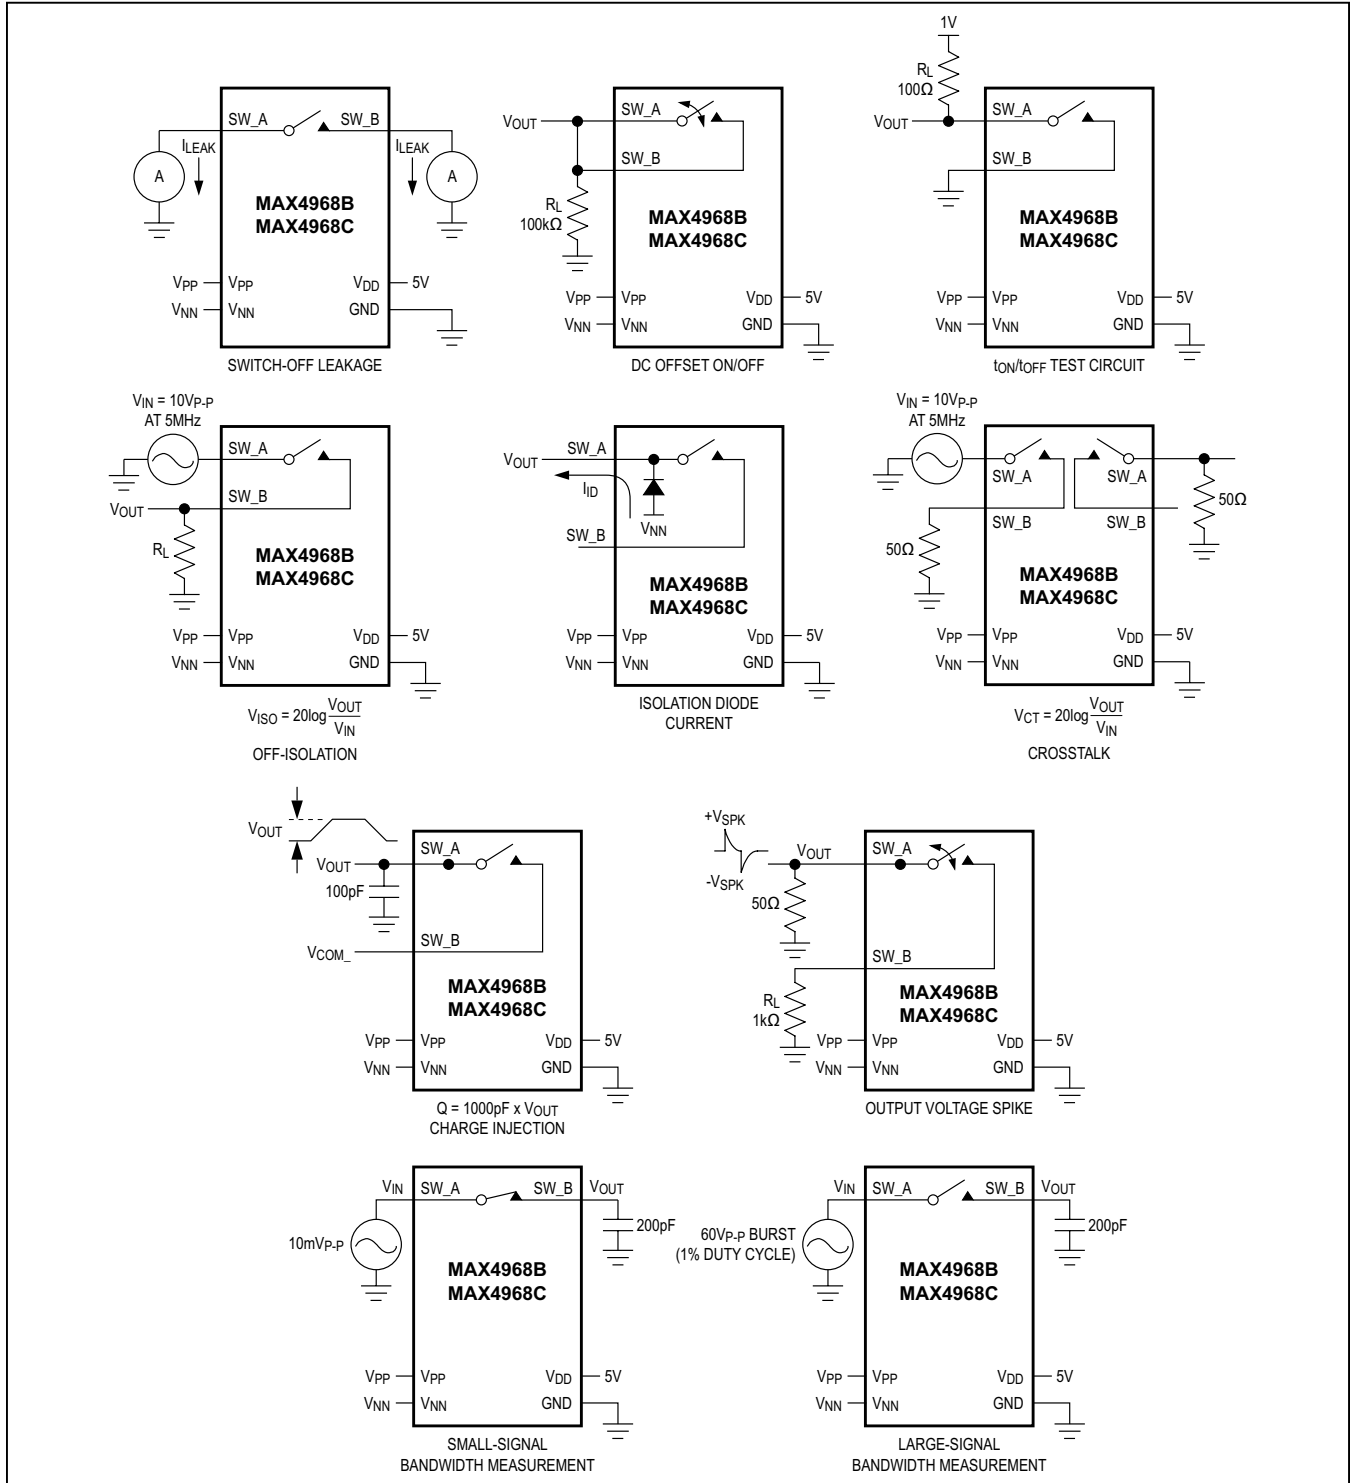 SW_A
SW_B
ILEAK
ILEAK
A
A
MAX4968B
MAX4968C
VPP
VPP
VDD
5V
VNN
VNN
GND
SWITCH-OFF LEAKAGE
VOUT
SW_A
SW_B
RL
100kΩ
MAX4968B
MAX4968C
VPP
VPP
VDD
5V
VNN
VNN
GND
DC OFFSET ON/OFF
1V
RL
100Ω
VOUT
SW_A
SW_B
MAX4968B
MAX4968C
VPP
VPP
VDD
5V
VNN
VNN
GND
tON/tOFF TEST CIRCUIT
VIN = 10VP-P
AT 5MHz
SW_A
SW_B
VOUT
RL
MAX4968B
MAX4968C
VPP
VPP
VDD
5V
VNN
VNN
GND
VISO = 20log VOUT
VIN
OFF-ISOLATION
SW_A
VOUT
IID
VNN
SW_B
MAX4968B
MAX4968C
VPP
VPP
VDD
5V
VNN
VNN
GND
ISOLATION DIODE
CURRENT
VIN = 10VP-P
AT 5MHz
SW_A
SW_A
50Ω
SW_B
SW_B
50Ω
MAX4968B
MAX4968C
VPP
VPP
VDD
5V
VNN
VNN
GND
VCT = 20log VOUT
VIN
CROSSTALK
VOUT
SW_A
VOUT
100pF
SW_B
VCOM_
MAX4968B
MAX4968C
VPP
VPP
VDD
5V
VNN
VNN
GND
Q = 1000pF x VOUT
CHARGE INJECTION
+VSPK
VOUT
SW_A
-VSPK
50Ω
SW_B
RL
1kΩ
MAX4968B
MAX4968C
VPP
VPP
VDD
5V
VNN
VNN
GND
OUTPUT VOLTAGE SPIKE
VIN
SW_A
SW_B
VOUT
10mVP-P
200pF
MAX4968B
MAX4968C
VPP
VPP
VDD
5V
VNN
VNN
GND
SMALL-SIGNAL
BANDWIDTH MEASUREMENT
VIN
SW_A
SW_B
VOUT
60VP-P BURST
(1% DUTY CYCLE)
200pF
MAX4968B
MAX4968C
VPP
VPP
VDD
5V
VNN
VNN
GND
LARGE-SIGNAL
BANDWIDTH MEASUREMENT